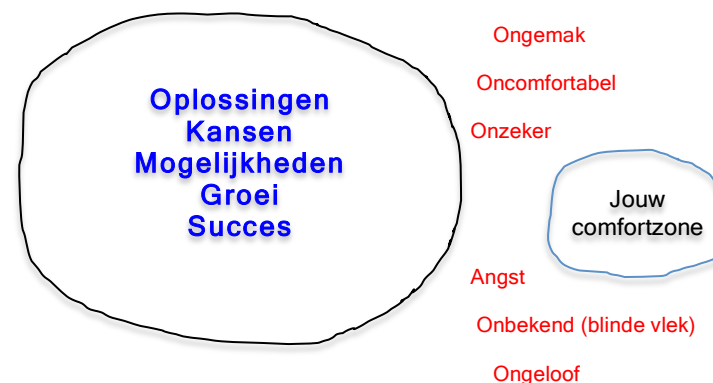 Ongemak
Oncomfortabel
Onzeker
Oplossingen
Kansen
Mogelijkheden
Groei
Succes
Jouw
comfortzone
Angst
Onbekend (blinde vlek)
Ongeloof